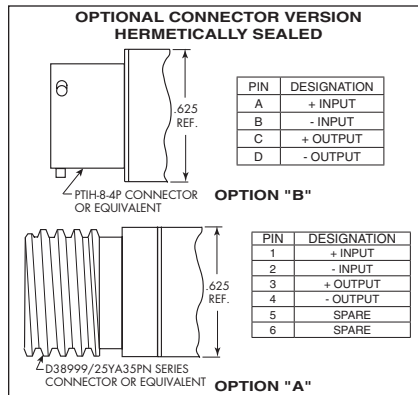 OPTIONAL CONNECTOR VERSION
HERMETICALLY SEALED
.625
REF.
PTIH-8-4P CONNECTOR
OR EQUIVALENT
OPTION "B"
PIN DESIGNATION
A + INPUT
B - INPUT
C + OUTPUT
D - OUTPUT
.625
REF.
D38999/25YA35PN SERIES
CONNECTOR OR EQUIVALENT
OPTION "A"
PIN DESIGNATION
1 + INPUT
2 - INPUT
3 + OUTPUT
4 - OUTPUT
5 SPARE
6 SPARE